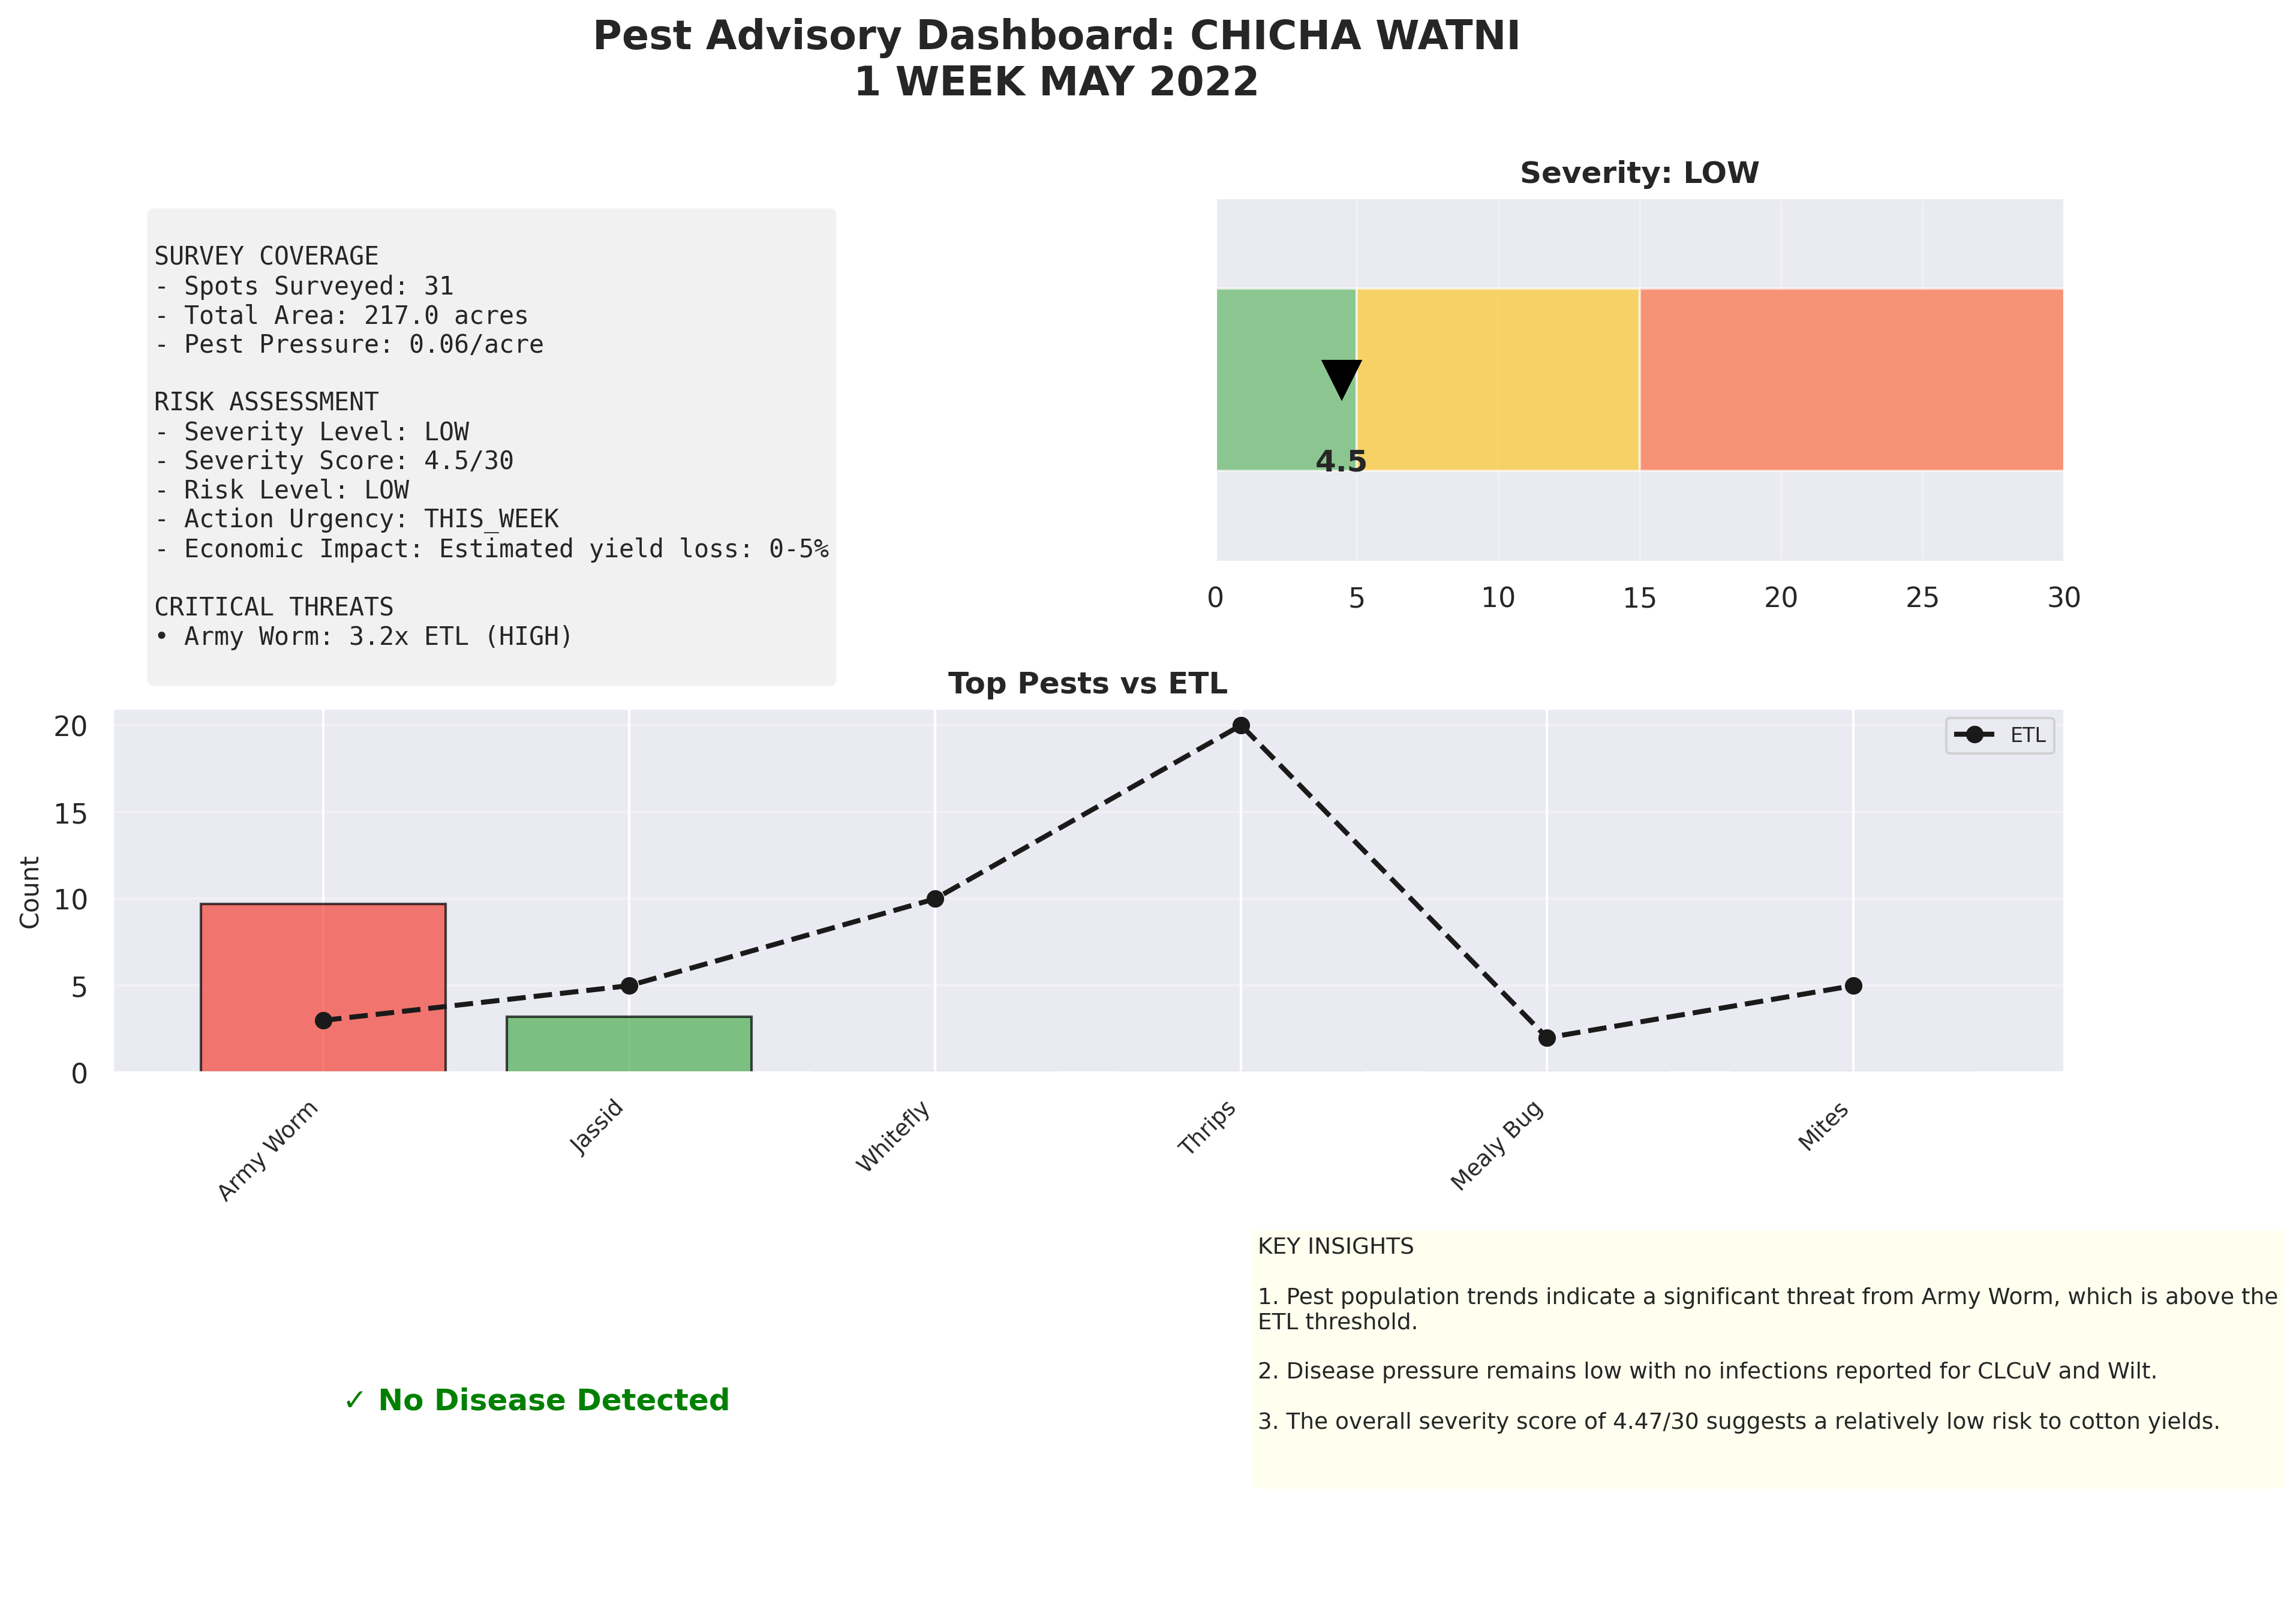 Pest Advisory Dashboard: CHICHA WATNI
1 WEEK MAY 2022
SURVEY COVERAGE
- Spots Surveyed: 31
- Total Area: 217.0 acres
- Pest Pressure: 0.06/acre
RISK ASSESSMENT
- Severity Level: LOW
- Severity Score: 4.5/30
- Risk Level: LOW
- Action Urgency: THIS_WEEK
- Economic Impact: Estimated yield loss: 0-5%
CRITICAL THREATS
• Army Worm: 3.2x ETL (HIGH)
Severity: LOW
4.5
0 5 10 15 20 25 30
Top Pests vs ETL
ETL
Count
20
15
10
5
0
Army Worm
Jassid
Whitefly
Thrips
Mealy Bug
Mites
✓ No Disease Detected
KEY INSIGHTS
1. Pest population trends indicate a significant threat from Army Worm, which is above the
ETL threshold.
2. Disease pressure remains low with no infections reported for CLCuV and Wilt.
3. The overall severity score of 4.47/30 suggests a relatively low risk to cotton yields.